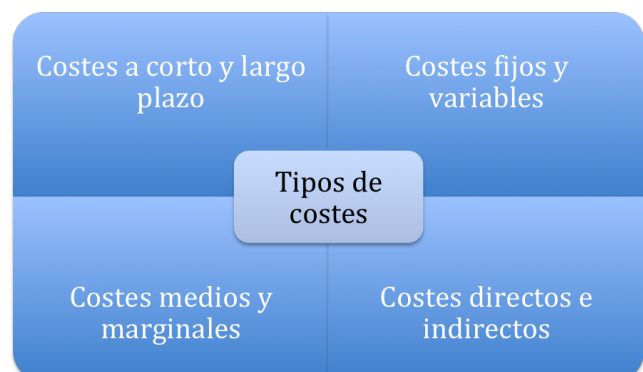 Costes a corto y largo
plazo
Costes fijos y
variables
Tipos de
costes
Costes medios y
marginales
Costes directos e
indirectos